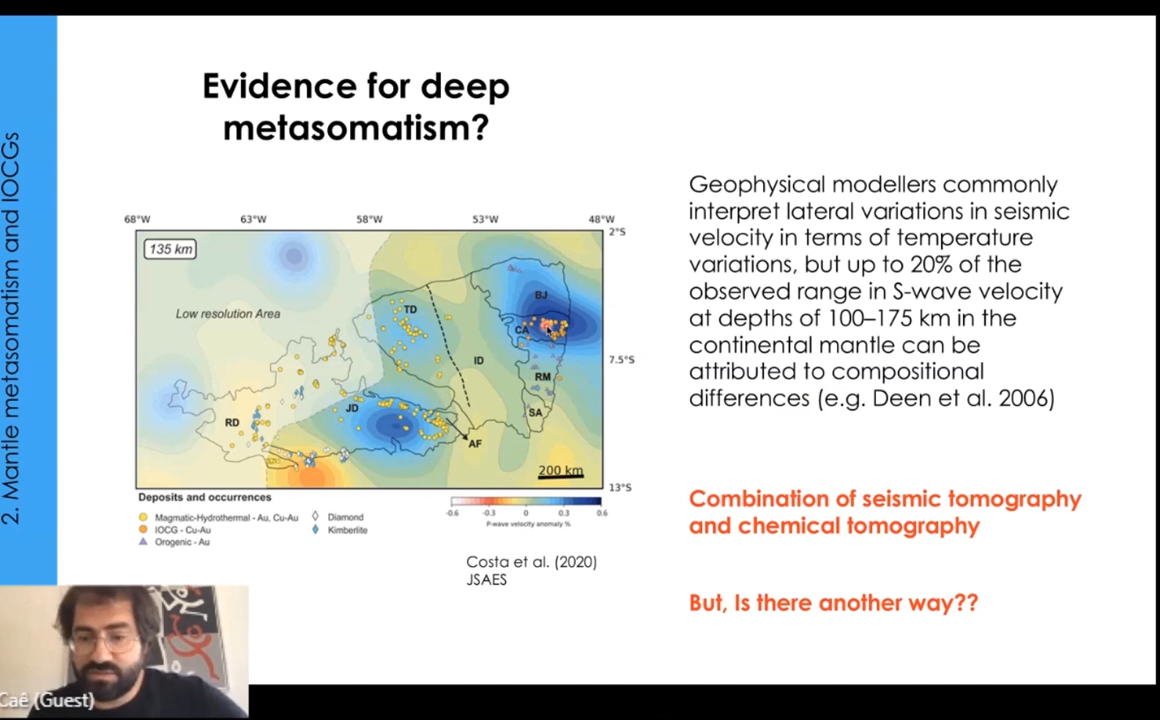 2. Mantle metasomatism and IOCGs
Evidence for deep
metasomatism?
68°W
63°W
58°W
53°W
48°W
135 km
2°S
Low resolution Area
BJ
TD
CA
7.5°S
ID
RM
JD
SA
RD
AF
200 km
13°S
Deposits and occurrences
Magmatic-Hydrothermal - Au, Cu-Au
IOCG - Cu-Au
Orogenic - Au
Diamond
Kimberlite
-0.6
-0.3
0
0.3
0.6
P-wave velocity anomaly %
Costa et al. (2020)
JSAES
Geophysical modellers commonly
interpret lateral variations in seismic
velocity in terms of temperature
variations, but up to 20% of the
observed range in S-wave velocity
at depths of 100–175 km in the
continental mantle can be
attributed to compositional
differences (e.g. Deen et al. 2006)
Combination of seismic tomography
and chemical tomography
But, Is there another way??
Caê (Guest)